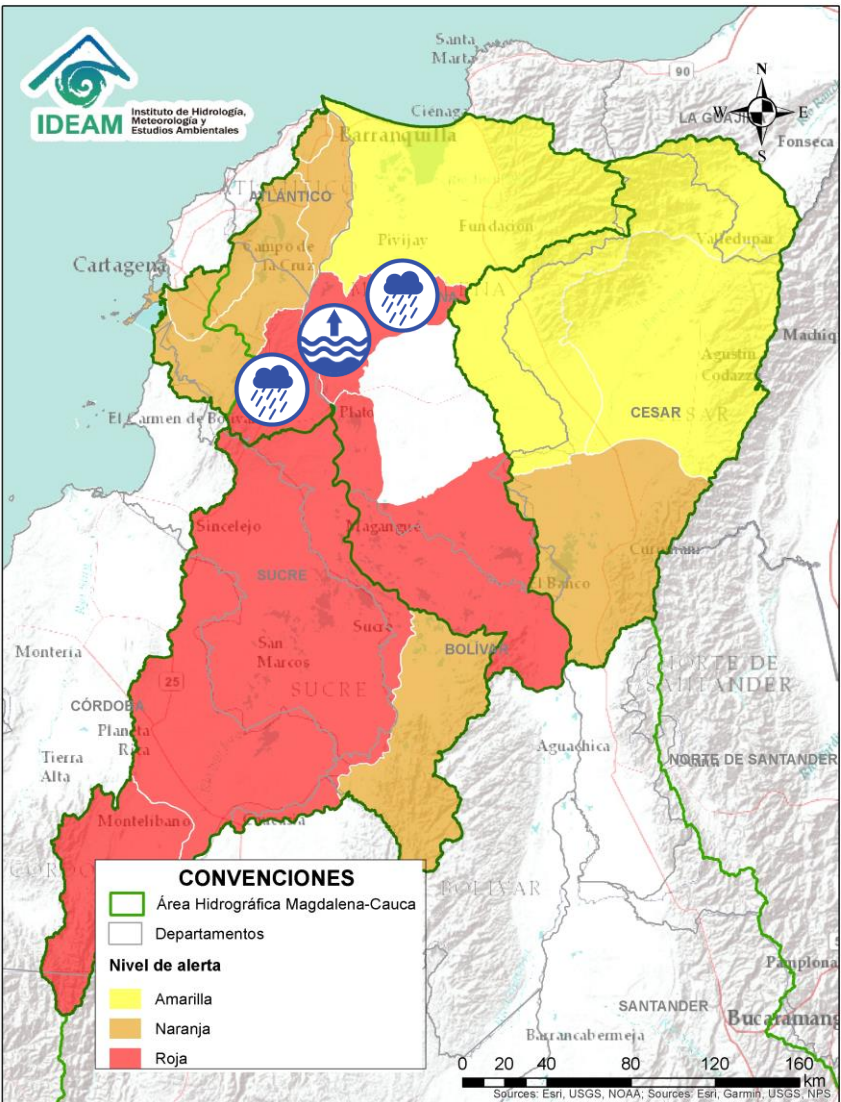 IDEAM
Instituto de Hidrología,
Meteorología y
Estudios Ambientales
Santa
Marta
90
N
W
E
S
LA GUAJI
Fonseca
Ciénaga
Barranquilla
ATLÁNTICO
Valledupar
Fundación
Pivijay
Campo de
la Cruz
Cartagena
NA
Machiq
Agustín
Codazzi
CESAR
Plato
El Carmen de Bolívar
Sincelejo
Magangué
SUCRE
El Banco
Curumaní
Sucre
BOLÍVAR
San
Marcos
SUCRE
Montería
25
NORTE DE
SANTANDER
CÓRDOBA
Planeta
Rica
Tierra
Alta
Aguachica
NORTE DE SANTANDER
Montelíbano
Caucasia
BOLÍVAR
CONVENCIONES
Área Hidrográfica Magdalena-Cauca
Departamentos
Nivel de alerta
Amarilla
Naranja
Roja
Pamplona
SANTANDER
Bucaramang
Barrancabermeja
0 20 40 80 120 160
km
Sources: Esri, USGS, NOAA; Sources: Esri, Garmin, USGS, NPS